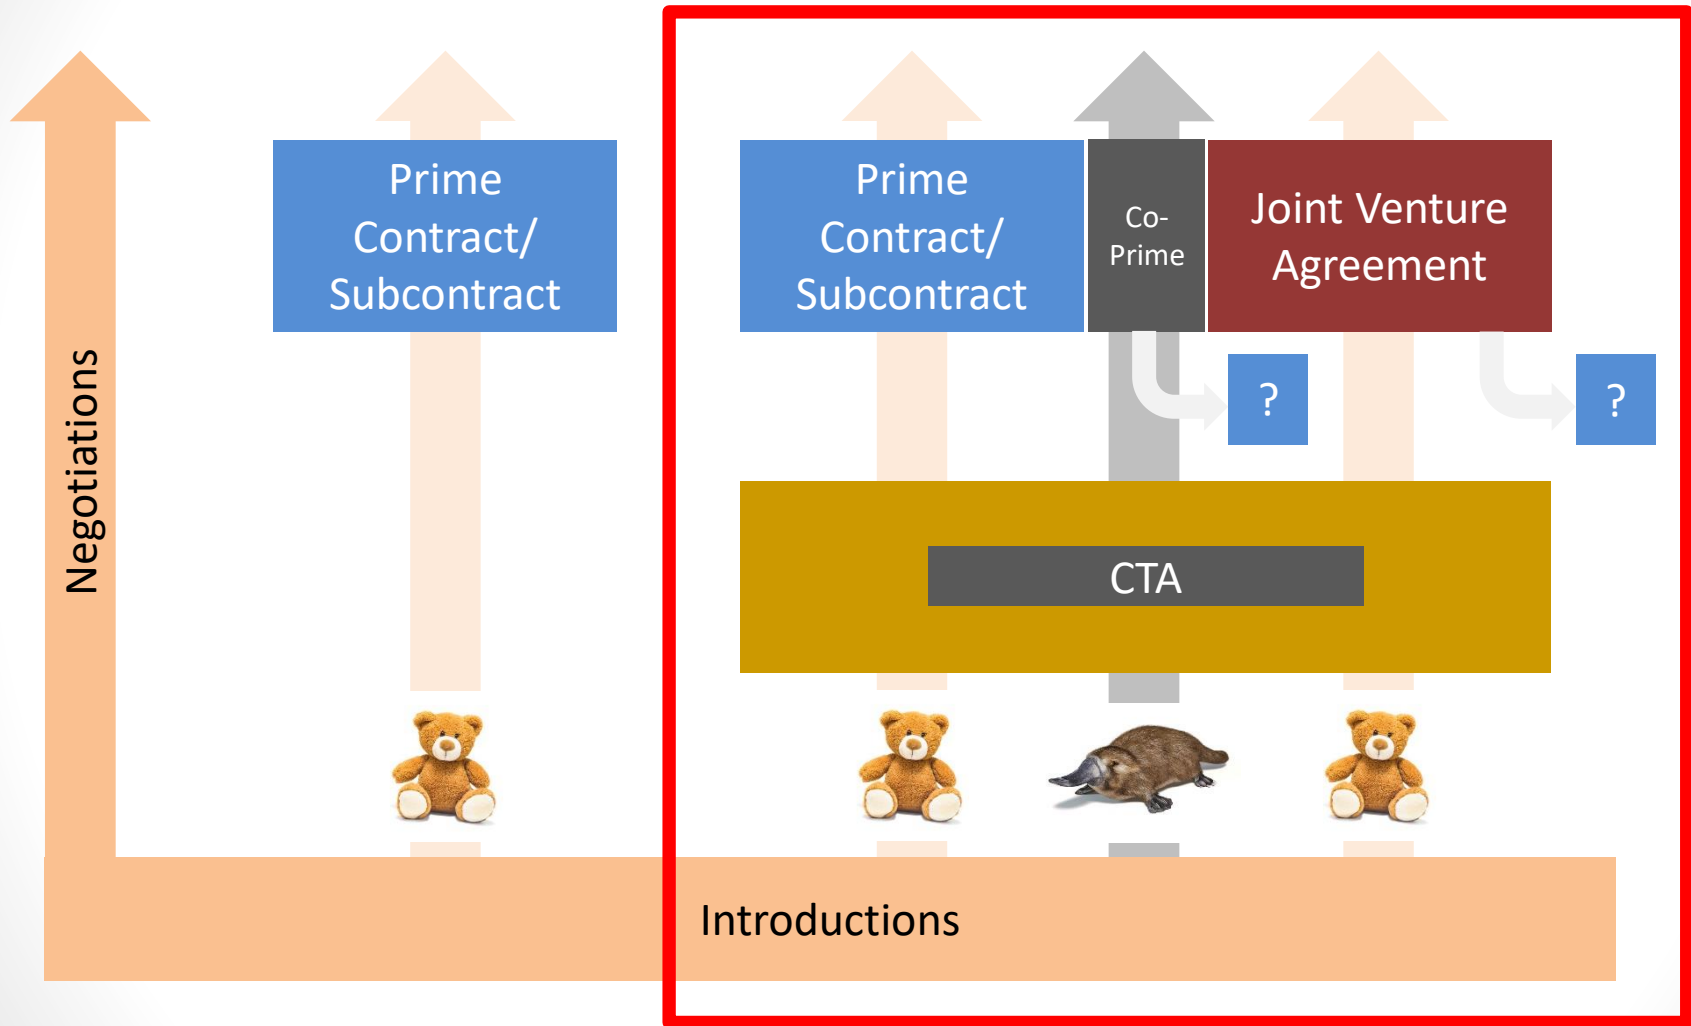 Prime
Contract/
Subcontract
Prime
Contract/
Subcontract
Co-
Prime
Joint Venture
Agreement
?
?
Negotiations
CTA
Introductions